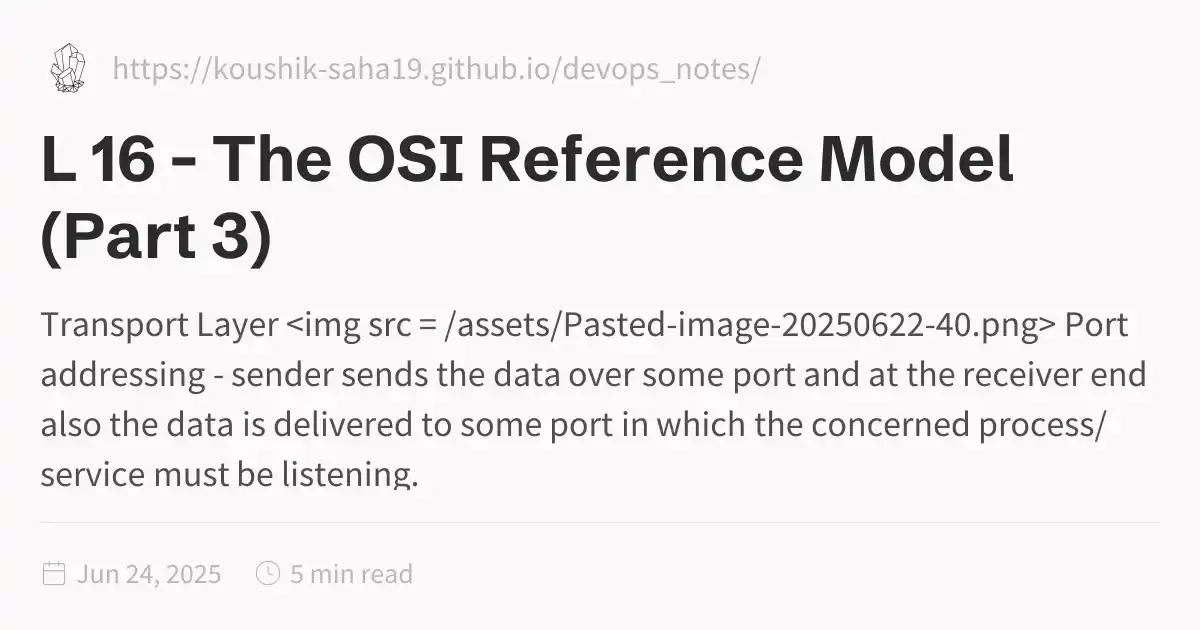 https://koushik-saha19.github.io/devops_notes/
L 16 - The OSI Reference Model
(Part 3)
Transport Layer <img src = /assets/Pasted-image-20250622-40.png> Port
addressing - sender sends the data over some port and at the receiver end
also the data is delivered to some port in which the concerned process/
service must be listening.
Jun 24, 2025 5 min read